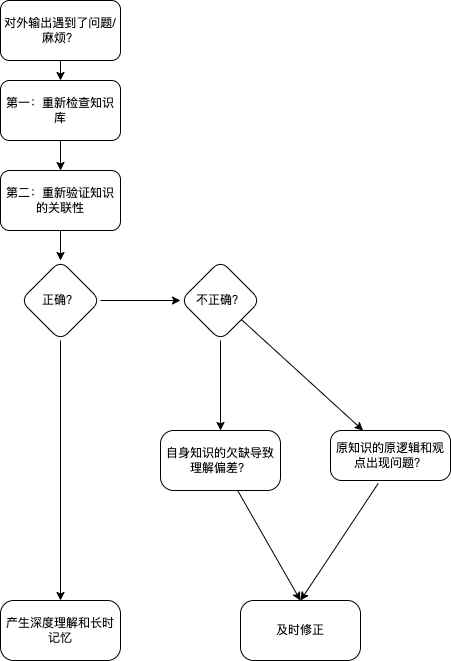 对外输出遇到了问题/
麻烦?
第一：重新检查知识
库
第二：重新验证知识
的关联性
正确?
不正确?
自身知识的欠缺导致
理解偏差?
原知识的原逻辑和观
点出现问题?
产生深度理解和长时
记忆
及时修正